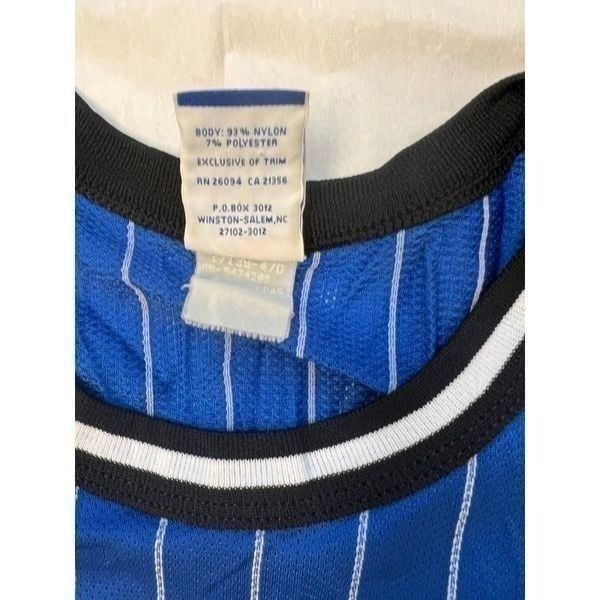 BODY: 93% NYLON
7% POLYESTER
EXCLUSIVE OF TRIM
RN 26094 CA 21356
P.O.BOX 3012
WINSTON-SALEM,NC
27102-3012